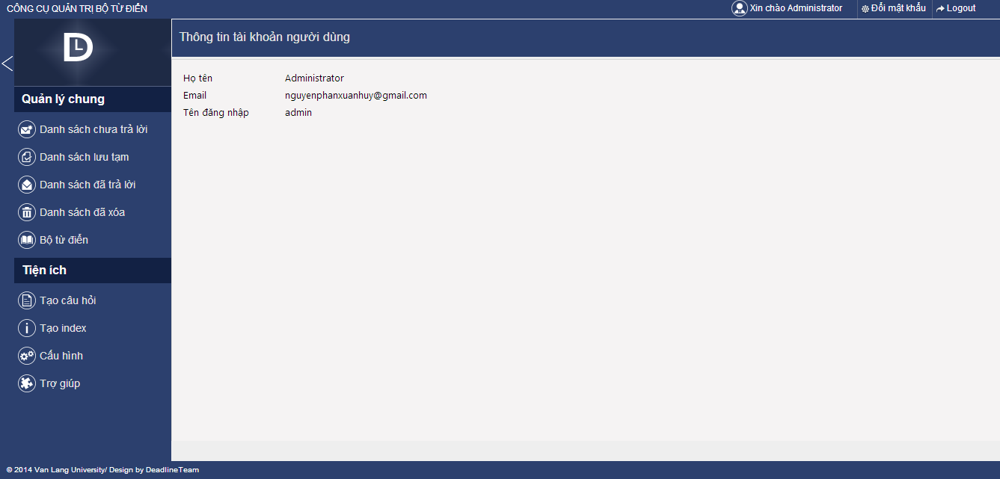 CÔNG CỤ QUẢN TRỊ BỘ TỪ ĐIỂN
Xin chào Administrator
Đổi mật khẩu
Logout
DL
Thông tin tài khoản người dùng
Họ tên Administrator
Email nguyenphanxuanhuy@gmail.com
Tên đăng nhập admin
Quản lý chung
Danh sách chưa trả lời
Danh sách lưu tạm
Danh sách đã trả lời
Danh sách đã xóa
Bộ từ điển
Tiện ích
Tạo câu hỏi
Tạo index
Cấu hình
Trợ giúp
© 2014 Van Lang University/ Design by DeadlineTeam